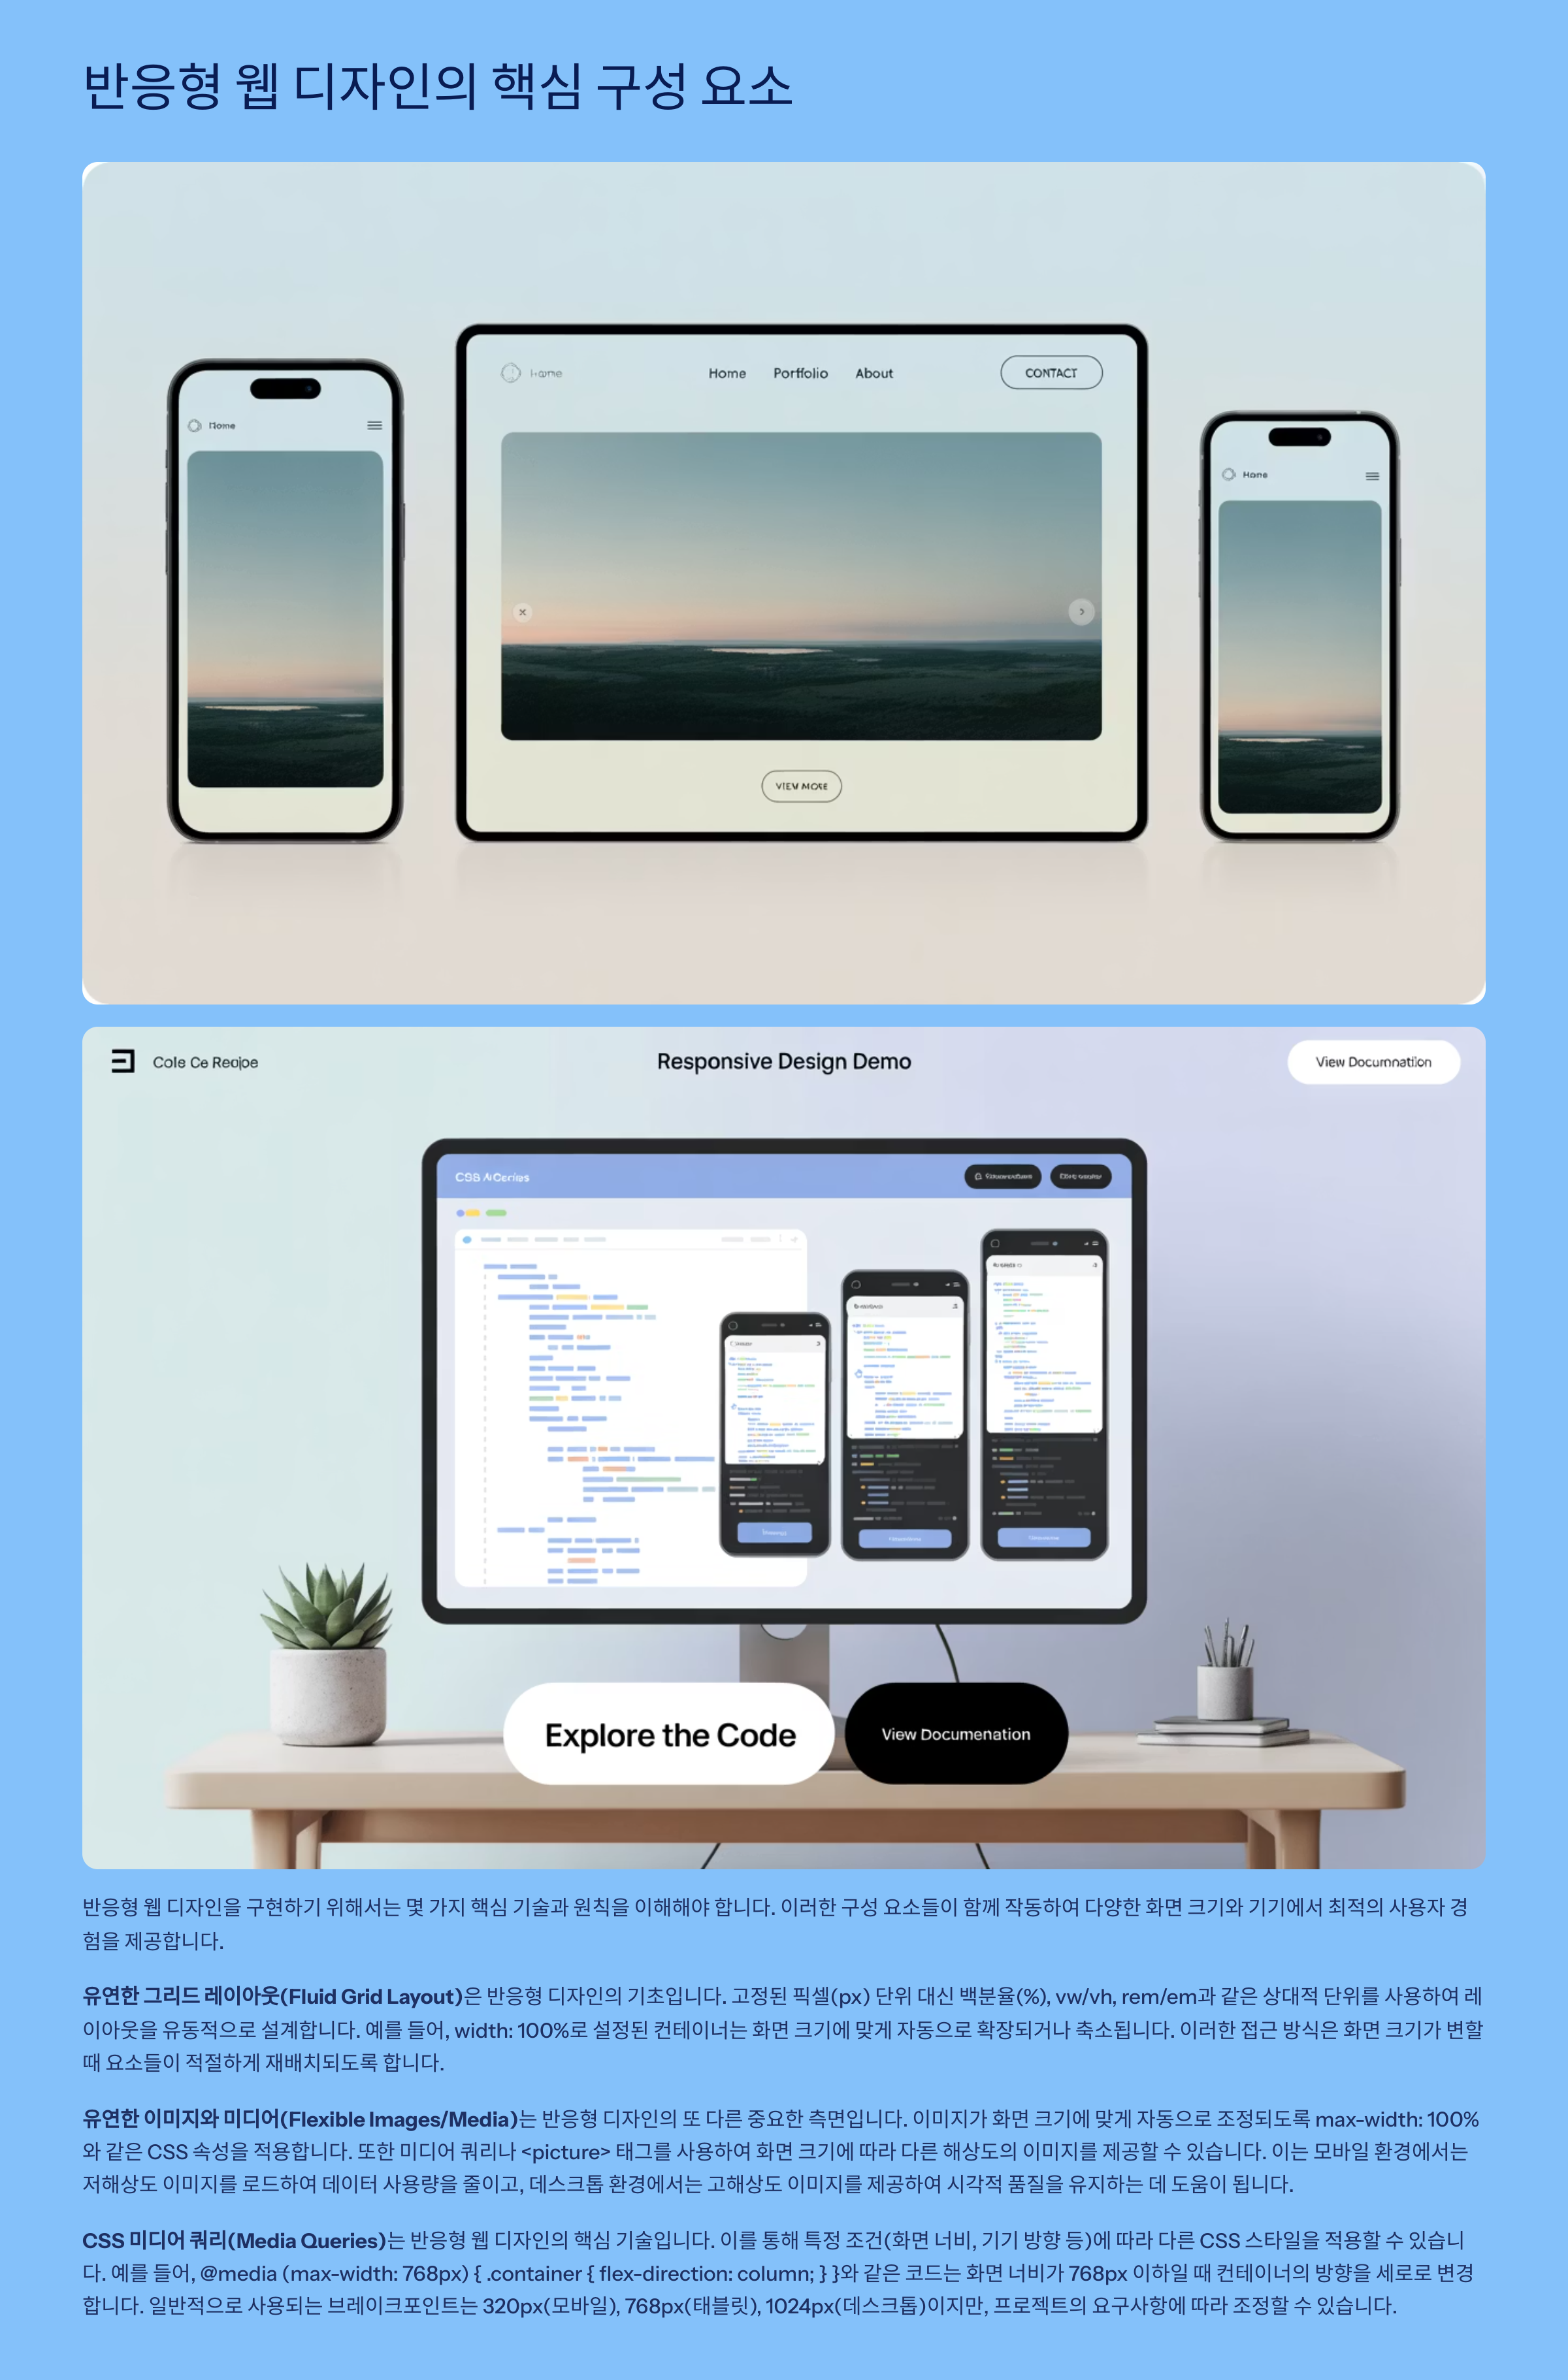 반응형 웹 디자인의 핵심 구성 요소
Home Portfolio About
CONTACT
Hone
VIEW MORE
Cole Ce Reojpe
Responsive Design Demo
View Documnatilon
Explore the Code
View Documenation
반응형 웹 디자인을 구현하기 위해서는 몇 가지 핵심 기술과 원칙을 이해해야 합니다. 이러한 구성 요소들이 함께 작동하여 다양한 화면 크기와 기기에서 최적의 사용자 경
험을 제공합니다.
유연한 그리드 레이아웃(Fluid Grid Layout)은 반응형 디자인의 기초입니다. 고정된 픽셀(px) 단위 대신 백분율(%), vw/vh, rem/em과 같은 상대적 단위를 사용하여 레
이아웃을 유동적으로 설계합니다. 예를 들어, width: 100%로 설정된 컨테이너는 화면 크기에 맞게 자동으로 확장되거나 축소됩니다. 이러한 접근 방식은 화면 크기가 변할
때 요소들이 적절하게 재배치되도록 합니다.
유연한 이미지와 미디어(Flexible Images/Media)는 반응형 디자인의 또 다른 중요한 측면입니다. 이미지가 화면 크기에 맞게 자동으로 조정되도록 max-width: 100%
와 같은 CSS 속성을 적용합니다. 또한 미디어 쿼리나 <picture> 태그를 사용하여 화면 크기에 따라 다른 해상도의 이미지를 제공할 수 있습니다. 이는 모바일 환경에서는
저해상도 이미지를 로드하여 데이터 사용량을 줄이고, 데스크톱 환경에서는 고해상도 이미지를 제공하여 시각적 품질을 유지하는 데 도움이 됩니다.
CSS 미디어 쿼리(Media Queries)는 반응형 웹 디자인의 핵심 기술입니다. 이를 통해 특정 조건(화면 너비, 기기 방향 등)에 따라 다른 CSS 스타일을 적용할 수 있습니
다. 예를 들어, @media (max-width: 768px) { .container { flex-direction: column; } }와 같은 코드는 화면 너비가 768px 이하일 때 컨테이너의 방향을 세로로 변경
합니다. 일반적으로 사용되는 브레이크포인트는 320px(모바일), 768px(태블릿), 1024px(데스크톱)이지만, 프로젝트의 요구사항에 따라 조정할 수 있습니다.